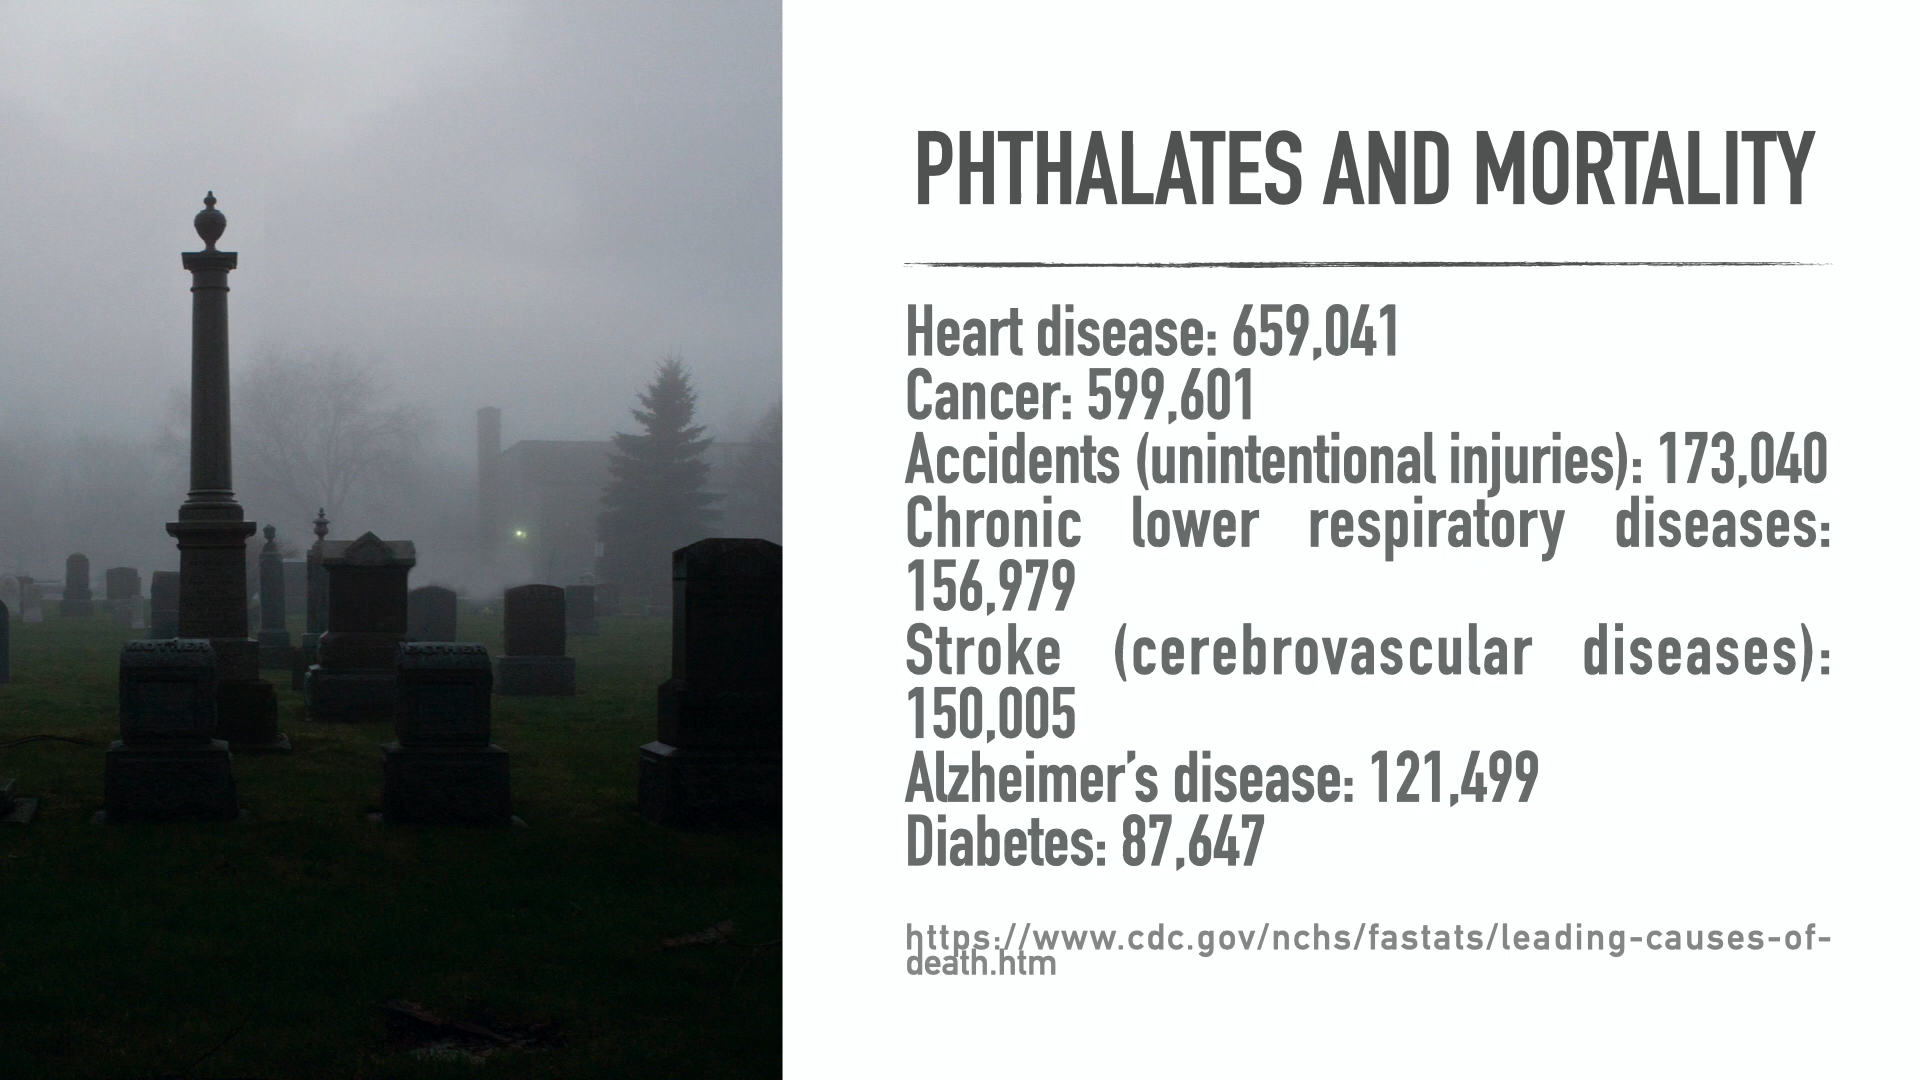 PHTHALATES AND MORTALITY
Heart disease: 659,041
Cancer: 599,601
Accidents (unintentional injuries): 173,040
Chronic lower respiratory diseases:
156,979
Stroke (cerebrovascular diseases):
150,005
Alzheimer’s disease: 121,499
Diabetes: 87,647
https://www.cdc.gov/nchs/fastats/leading-causes-of-
death.htm
MOTHER
FATHER